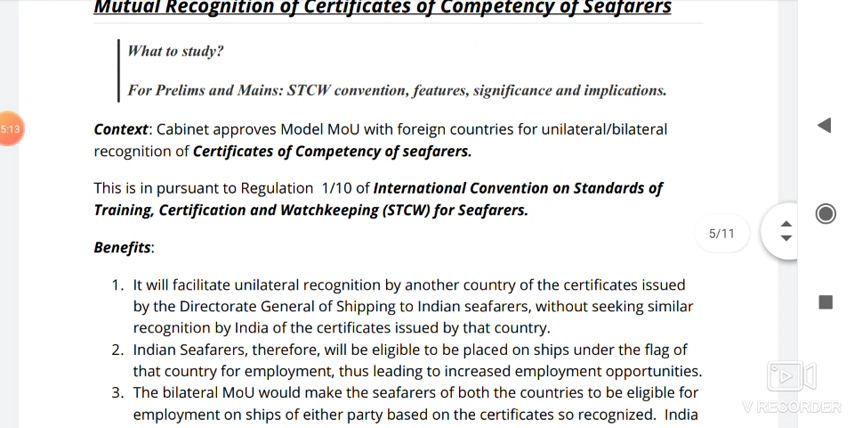 Mutual Recognition of Certificates of Competency of Seafarers
What to study?
For Prelims and Mains: STCW convention, features, significance and implications.
Context: Cabinet approves Model MoU with foreign countries for unilateral/bilateral
recognition of Certificates of Competency of seafarers.
5:13
This is in pursuant to Regulation 1/10 of International Convention on Standards of
Training, Certification and Watchkeeping (STCW) for Seafarers.
5/11
Benefits:
1. It will facilitate unilateral recognition by another country of the certificates issued
by the Directorate General of Shipping to Indian seafarers, without seeking similar
recognition by India of the certificates issued by that country.
2. Indian Seafarers, therefore, will be eligible to be placed on ships under the flag of
that country for employment, thus leading to increased employment opportunities.
3. The bilateral MoU would make the seafarers of both the countries to be eligible for
employment on ships of either party based on the certificates so recognized. India
V RECORDER